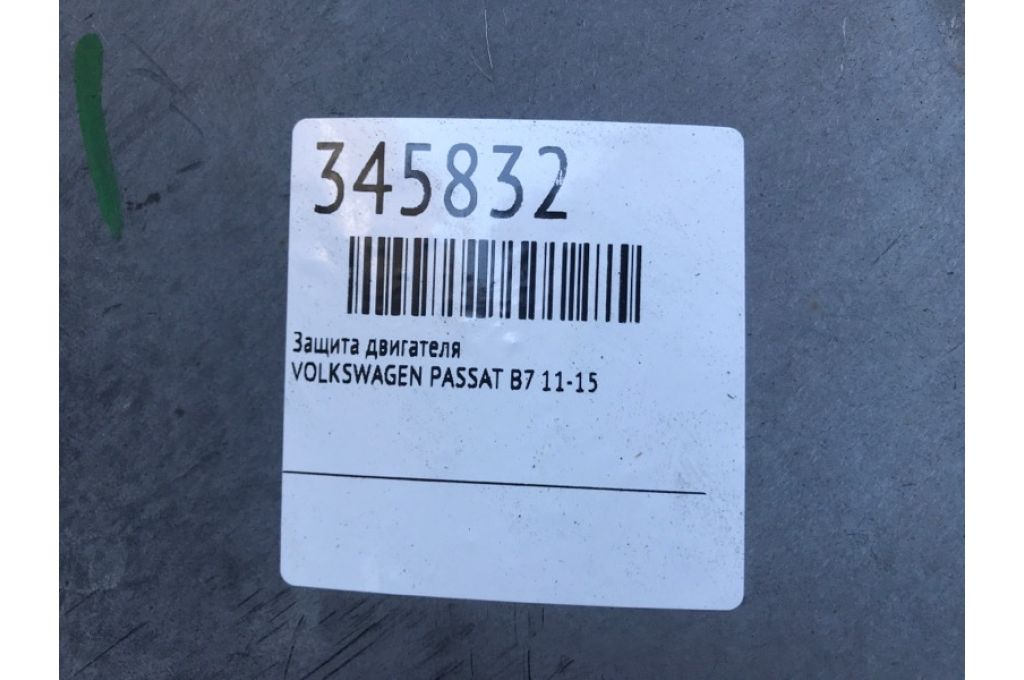 345832
Защита двигателя
VOLKSWAGEN PASSAT B7 11-15